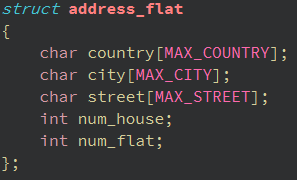 struct address_flat
{
    char country[MAX_COUNTRY];
    char city[MAX_CITY];
    char street[MAX_STREET];
    int num_house;
    int num_flat;
};